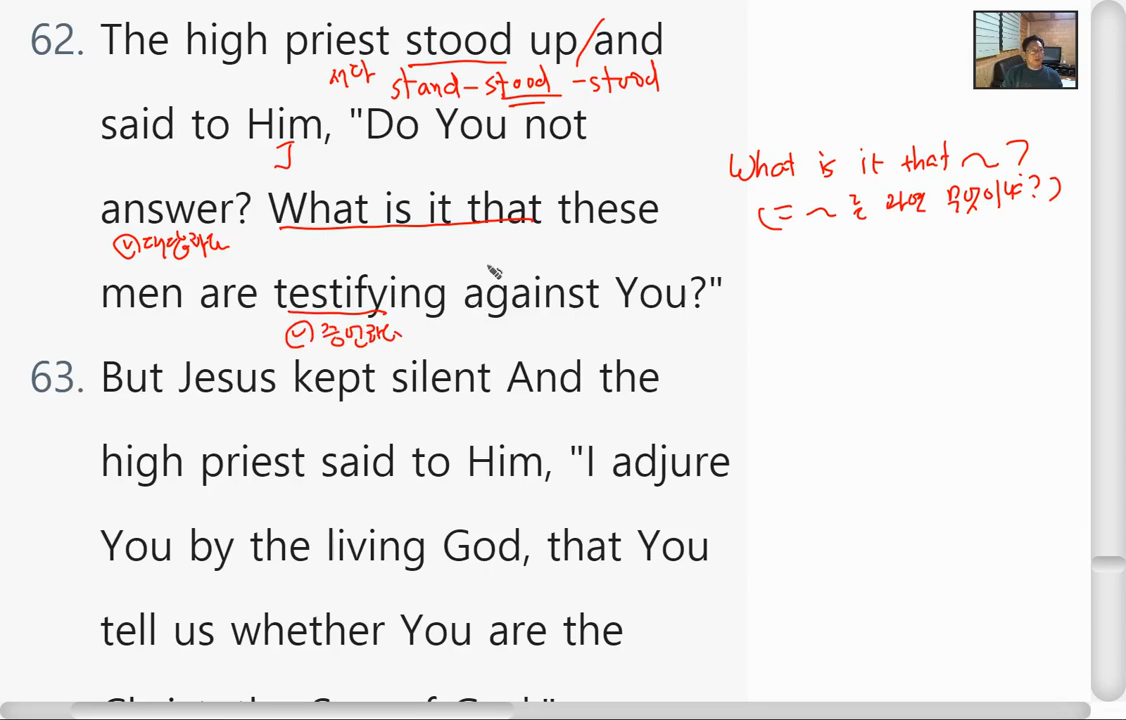 62. The high priest stood up/and
서다 stand-stood-stood
said to Him, "Do You not
J
answer? What is it that these
ⓥ대답하다
men are testifying against You?"
ⓥ증언하다
What is it that ~?
(= ~ 는 과연 무엇이냐?)
63. But Jesus kept silent And the
high priest said to Him, "I adjure
You by the living God, that You
tell us whether You are the